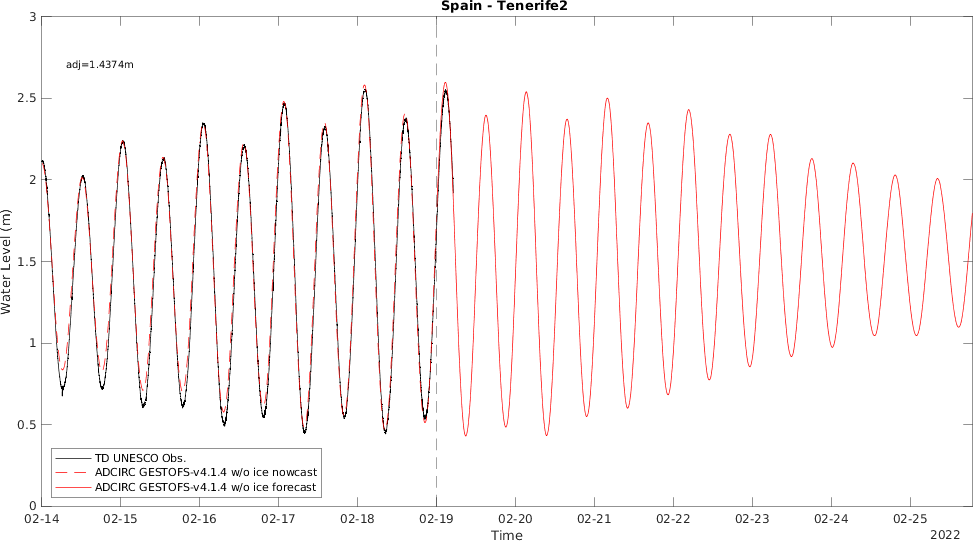 Spain - Tenerife2
adj=1.4374m
3
2.5
2
1.5
1
0.5
0
Water Level (m)
TD UNESCO Obs.
ADCIRC GESTOFS-v4.1.4 w/o ice nowcast
ADCIRC GESTOFS-v4.1.4 w/o ice forecast
02-14 02-15 02-16 02-17 02-18 02-19 02-20 02-21 02-22 02-23 02-24 02-25
Time
2022